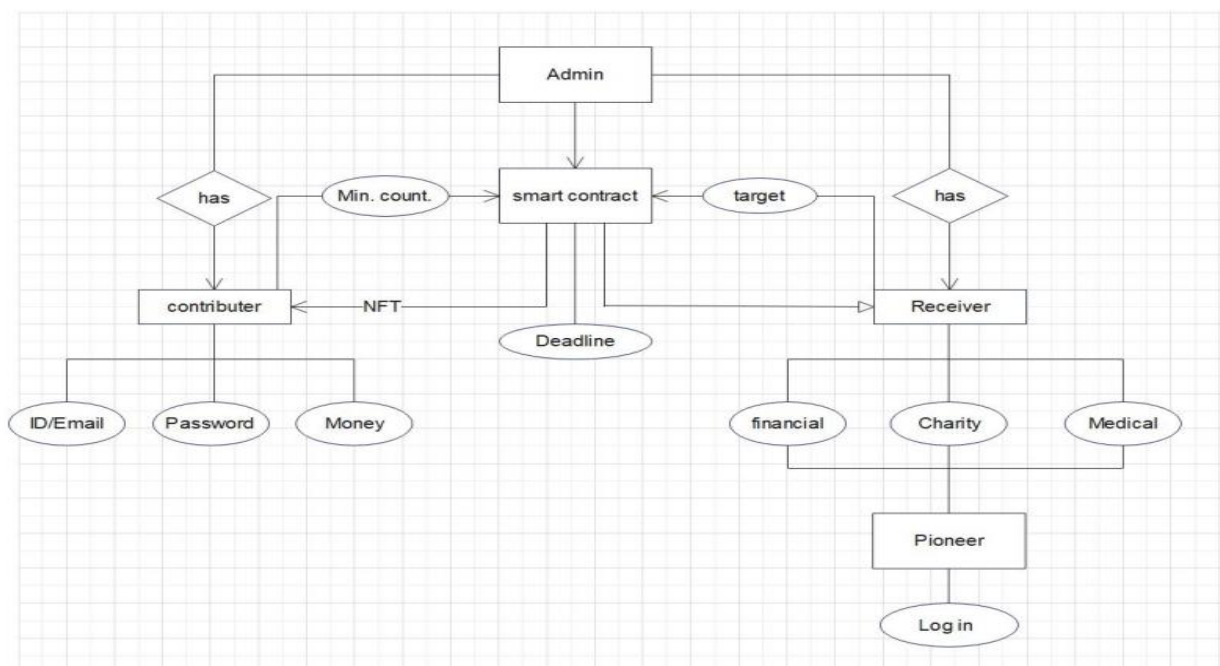 Admin
has
Min. count.
smart contract
target
has
contributer
NFT
Receiver
Deadline
ID/Email
Password
Money
financial
Charity
Medical
Pioneer
Log in